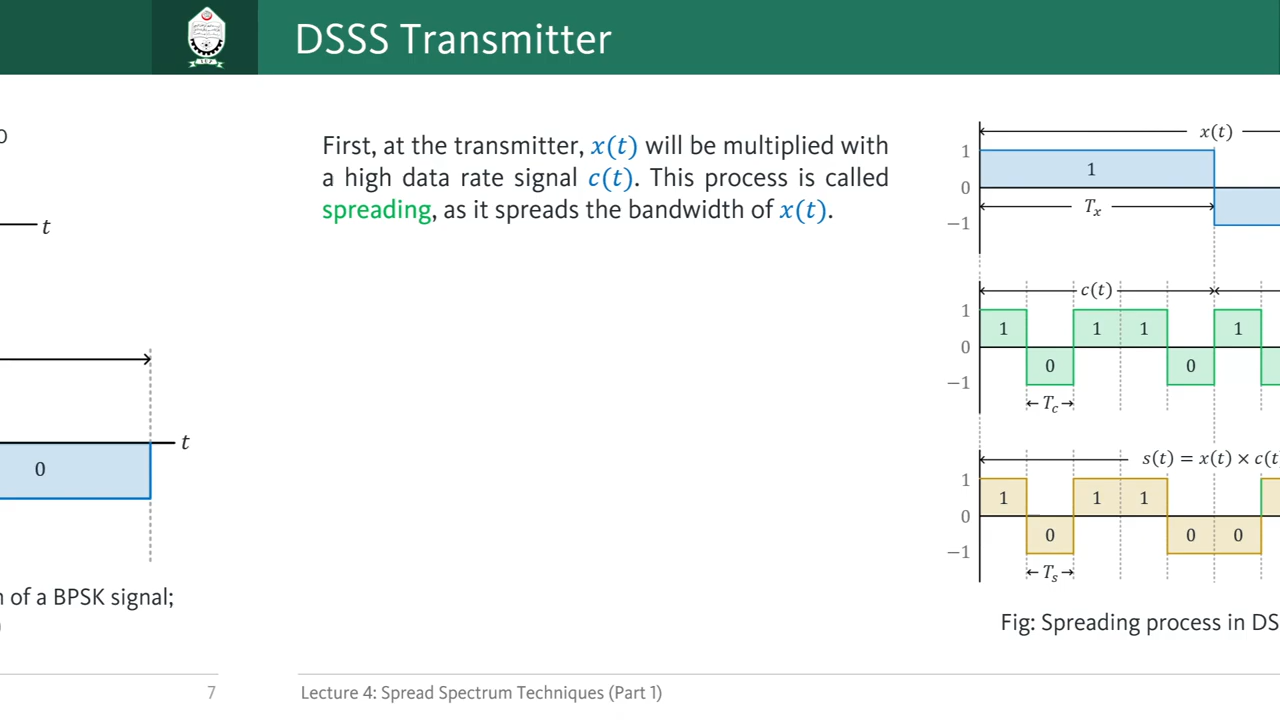 DSSS Transmitter
t
t
0
n of a BPSK signal;
7
First, at the transmitter, x(t) will be multiplied with
a high data rate signal c(t). This process is called
spreading, as it spreads the bandwidth of x(t).
x(t)
1
0
−1
1
T_x
c(t)
1
0
−1
1 0 1 1 0 1
T_c
s(t) = x(t) × c(t
1
0
−1
1 0 1 1 0 0
T_s
Fig: Spreading process in DS
Lecture 4: Spread Spectrum Techniques (Part 1)